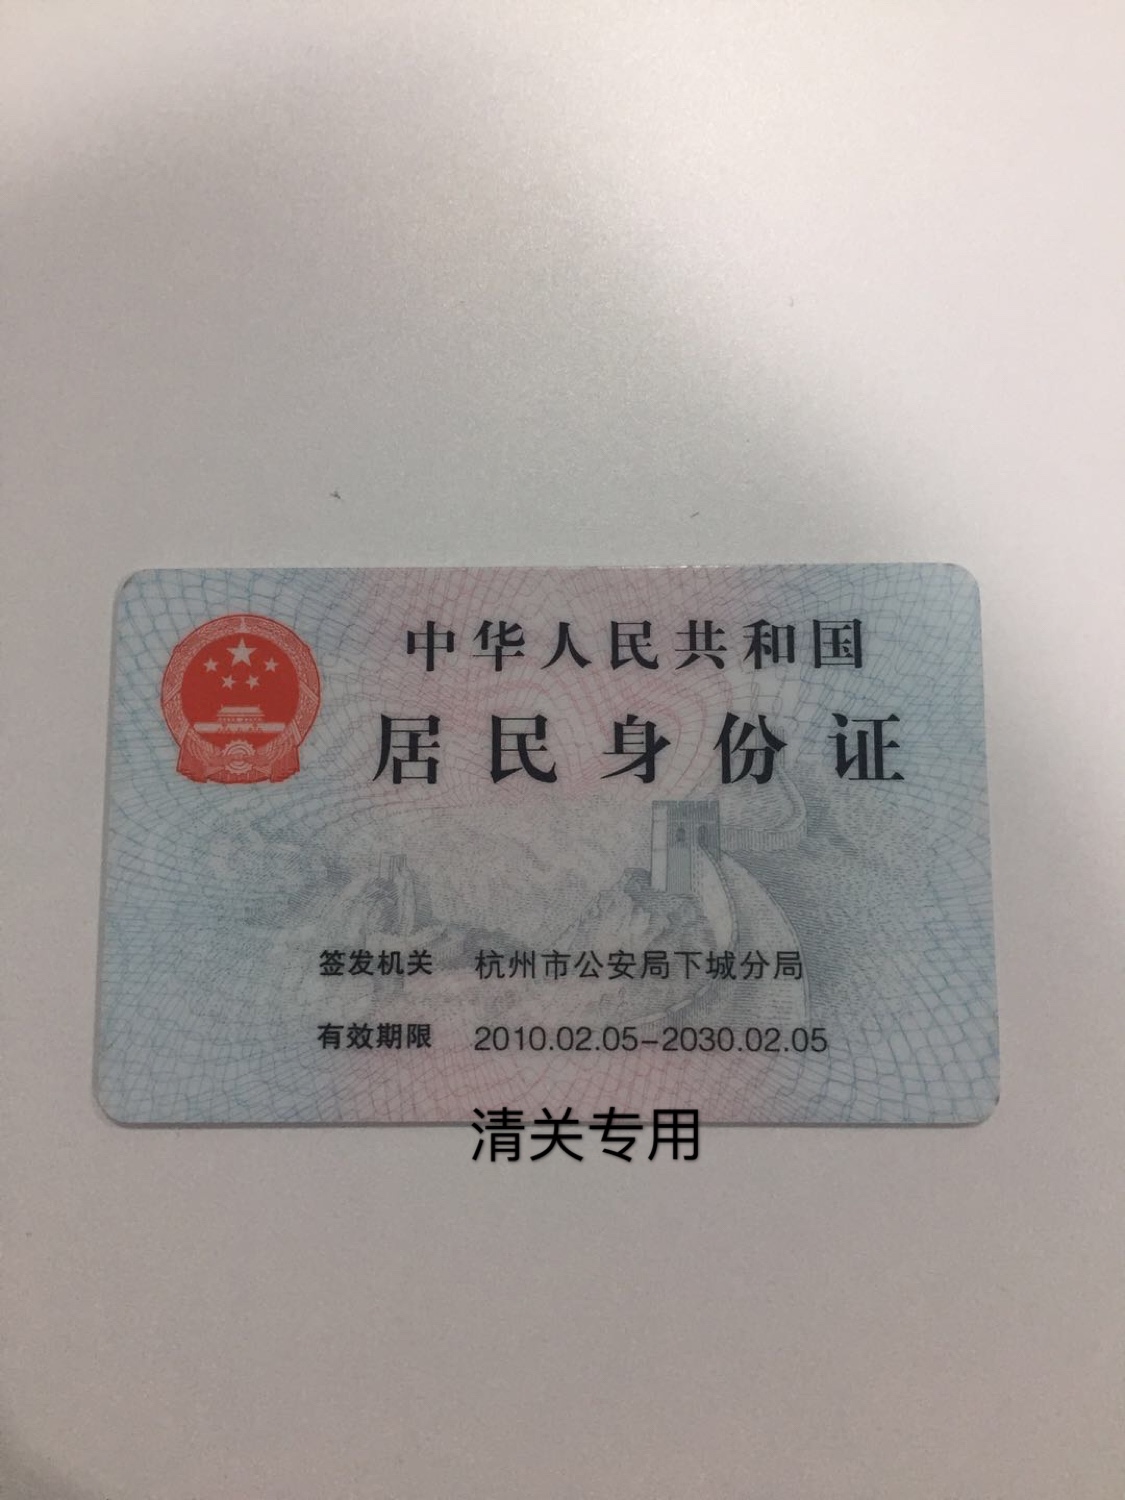 中华人民共和国
居民身份证
签发机关 杭州市公安局下城分局
有效期限 2010.02.05-2030.02.05
清关专用